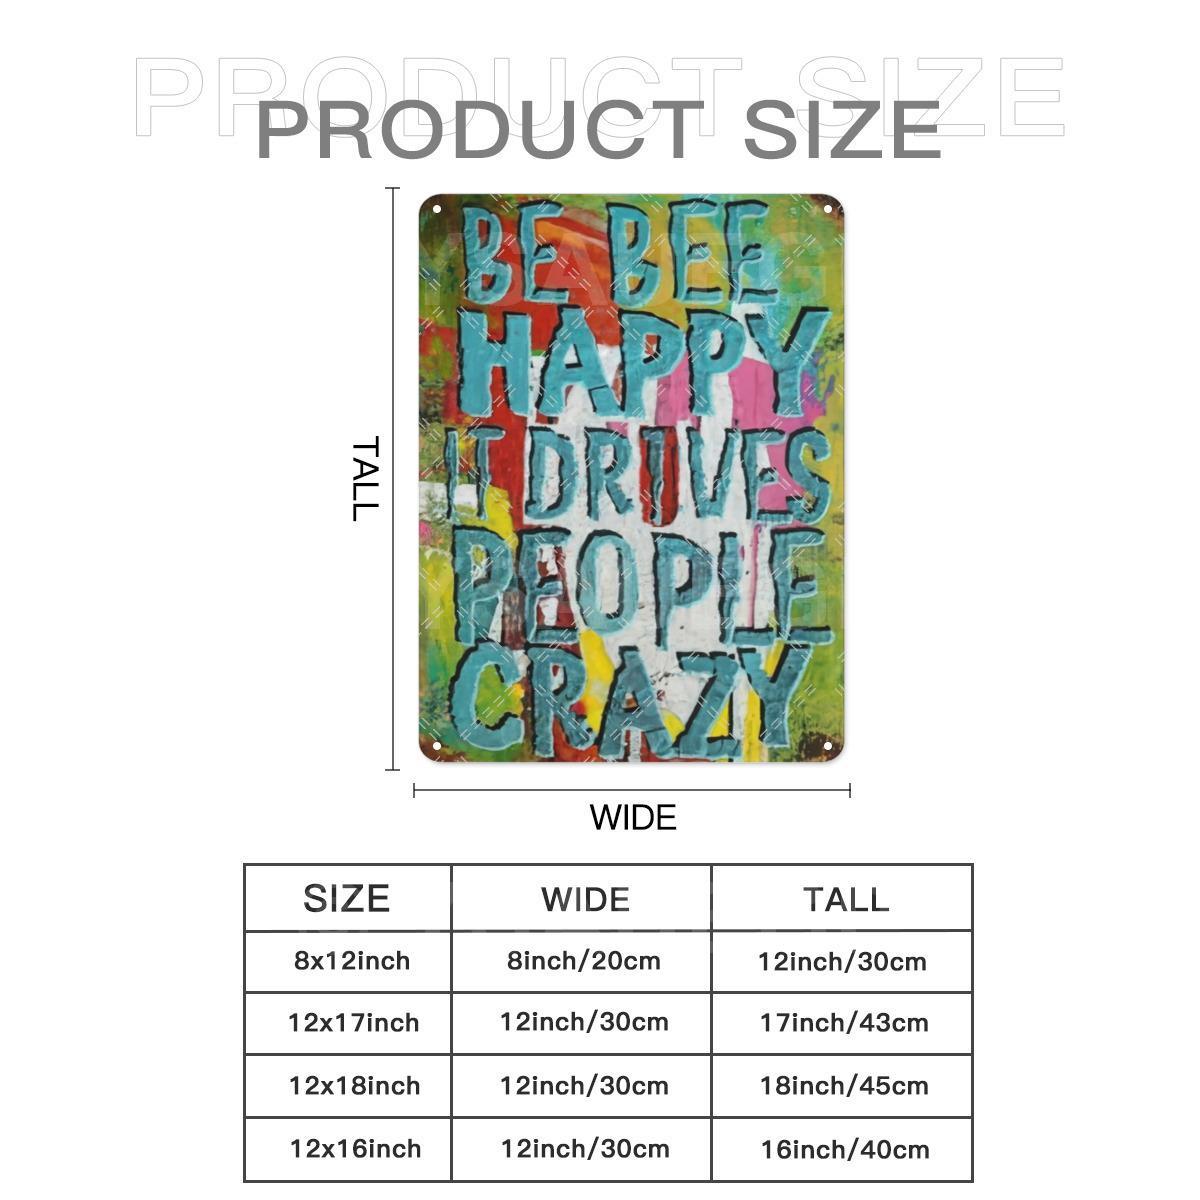 PRODUCT SIZE
PRODUCT SIZE
BE BEE
HAPPY
IT DRIVES
PEOPLE
CRAZY
TALL
WIDE
SIZE WIDE TALL
8x12inch 8inch/20cm 12inch/30cm
12x17inch 12inch/30cm 17inch/43cm
12x18inch 12inch/30cm 18inch/45cm
12x16inch 12inch/30cm 16inch/40cm